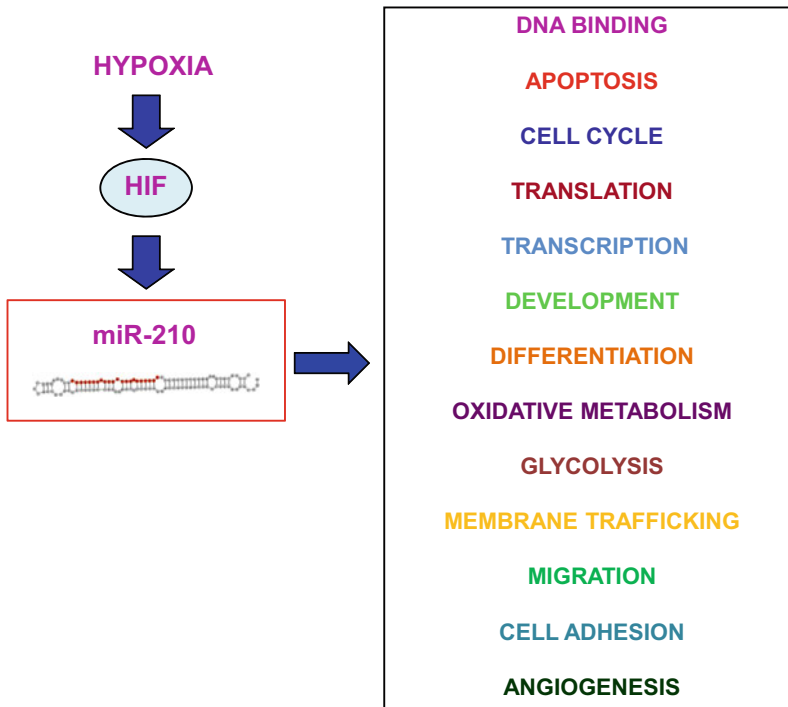 HYPOXIA
HIF
miR-210
DNA BINDING
APOPTOSIS
CELL CYCLE
TRANSLATION
TRANSCRIPTION
DEVELOPMENT
DIFFERENTIATION
OXIDATIVE METABOLISM
GLYCOLYSIS
MEMBRANE TRAFFICKING
MIGRATION
CELL ADHESION
ANGIOGENESIS